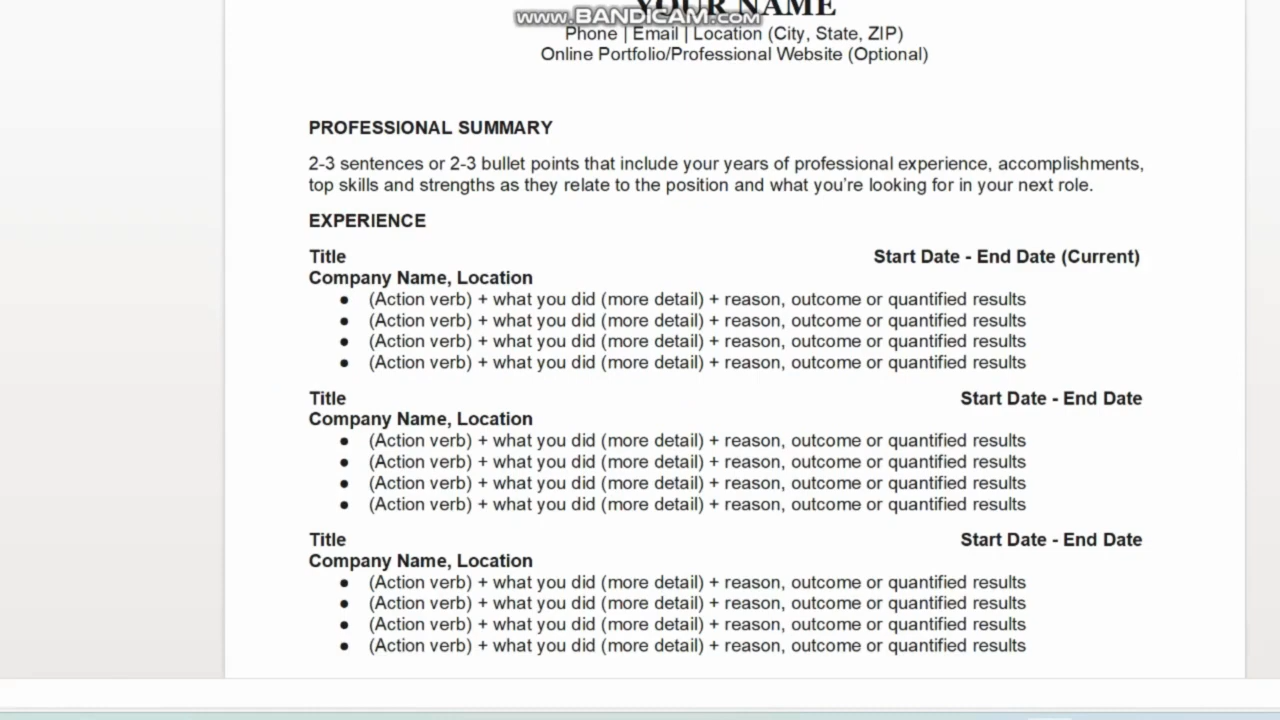 www.BANDICAM.com
YOUR NAME
Phone | Email | Location (City, State, ZIP)
Online Portfolio/Professional Website (Optional)
PROFESSIONAL SUMMARY
2-3 sentences or 2-3 bullet points that include your years of professional experience, accomplishments,
top skills and strengths as they relate to the position and what you’re looking for in your next role.
EXPERIENCE
Title Start Date - End Date (Current)
Company Name, Location
● (Action verb) + what you did (more detail) + reason, outcome or quantified results
● (Action verb) + what you did (more detail) + reason, outcome or quantified results
● (Action verb) + what you did (more detail) + reason, outcome or quantified results
● (Action verb) + what you did (more detail) + reason, outcome or quantified results
Title Start Date - End Date
Company Name, Location
● (Action verb) + what you did (more detail) + reason, outcome or quantified results
● (Action verb) + what you did (more detail) + reason, outcome or quantified results
● (Action verb) + what you did (more detail) + reason, outcome or quantified results
● (Action verb) + what you did (more detail) + reason, outcome or quantified results
Title Start Date - End Date
Company Name, Location
● (Action verb) + what you did (more detail) + reason, outcome or quantified results
● (Action verb) + what you did (more detail) + reason, outcome or quantified results
● (Action verb) + what you did (more detail) + reason, outcome or quantified results
● (Action verb) + what you did (more detail) + reason, outcome or quantified results